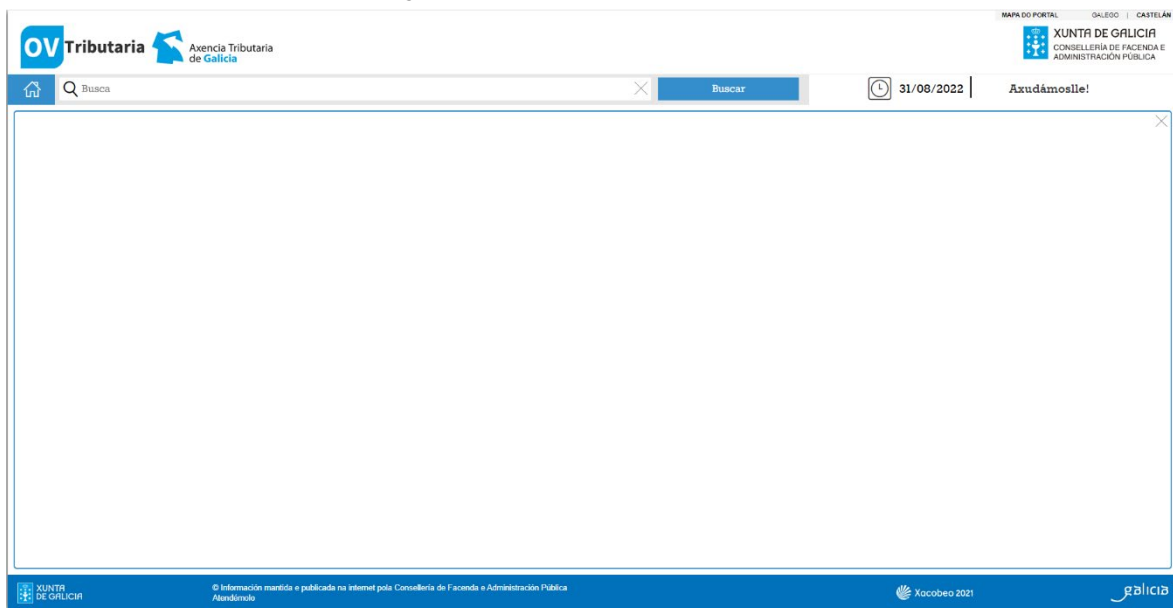 MAPA DO PORTAL GALEGO | CASTELÁN
OV Tributaria
Axencia Tributaria
de Galicia
XUNTA DE GALICIA
CONSELLERÍA DE FACENDA E
ADMINISTRACIÓN PÚBLICA
Busca
Buscar
31/08/2022
Axudámoslle!
XUNTA
DE GALICIA
© Información mantida e publicada na internet pola Consellería de Facenda e Administración Pública
Atendémolo
Xacobeo 2021
galicia